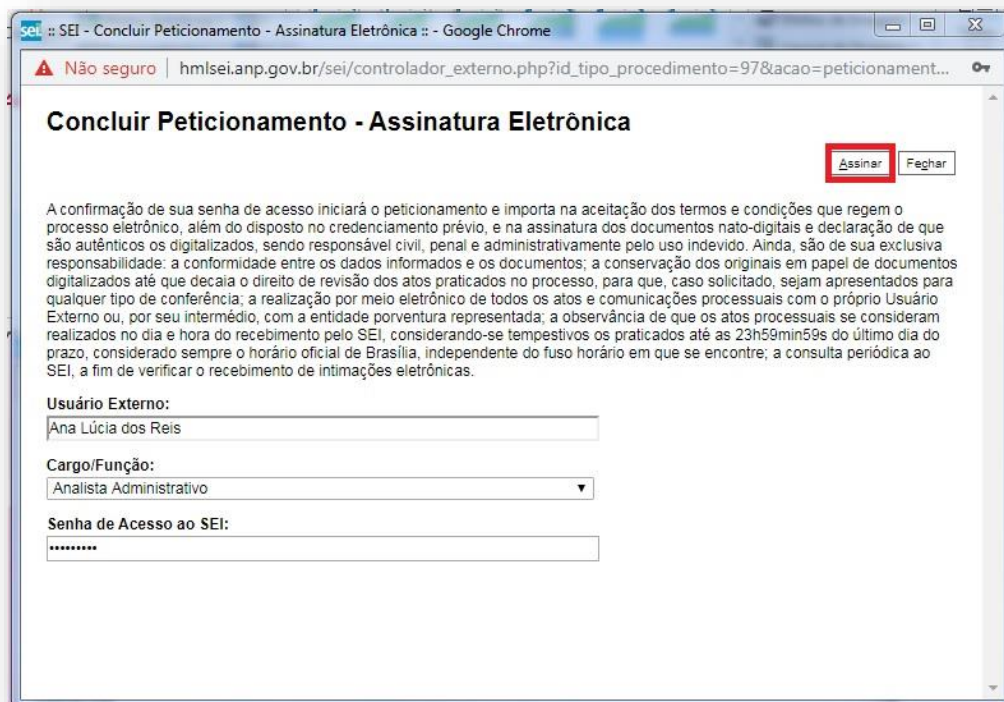 sei. :: SEI - Concluir Peticionamento - Assinatura Eletrônica :: - Google Chrome
Não seguro | hmlsei.anp.gov.br/sei/controlador_externo.php?id_tipo_procedimento=97&acao=peticionament...
Concluir Peticionamento - Assinatura Eletrônica
Assinar Fechar
A confirmação de sua senha de acesso iniciará o peticionamento e importa na aceitação dos termos e condições que regem o
processo eletrônico, além do disposto no credenciamento prévio, e na assinatura dos documentos nato-digitais e declaração de que
são autênticos os digitalizados, sendo responsável civil, penal e administrativamente pelo uso indevido. Ainda, são de sua exclusiva
responsabilidade: a conformidade entre os dados informados e os documentos; a conservação dos originais em papel de documentos
digitalizados até que decaia o direito de revisão dos atos praticados no processo, para que, caso solicitado, sejam apresentados para
qualquer tipo de conferência; a realização por meio eletrônico de todos os atos e comunicações processuais com o próprio Usuário
Externo ou, por seu intermédio, com a entidade porventura representada; a observância de que os atos processuais se consideram
realizados no dia e hora do recebimento pelo SEI, considerando-se tempestivos os praticados até as 23h59min59s do último dia do
prazo, considerado sempre o horário oficial de Brasília, independente do fuso horário em que se encontre; a consulta periódica ao
SEI, a fim de verificar o recebimento de intimações eletrônicas.
Usuário Externo:
Ana Lúcia dos Reis
Cargo/Função:
Analista Administrativo
Senha de Acesso ao SEI:
•••••••••